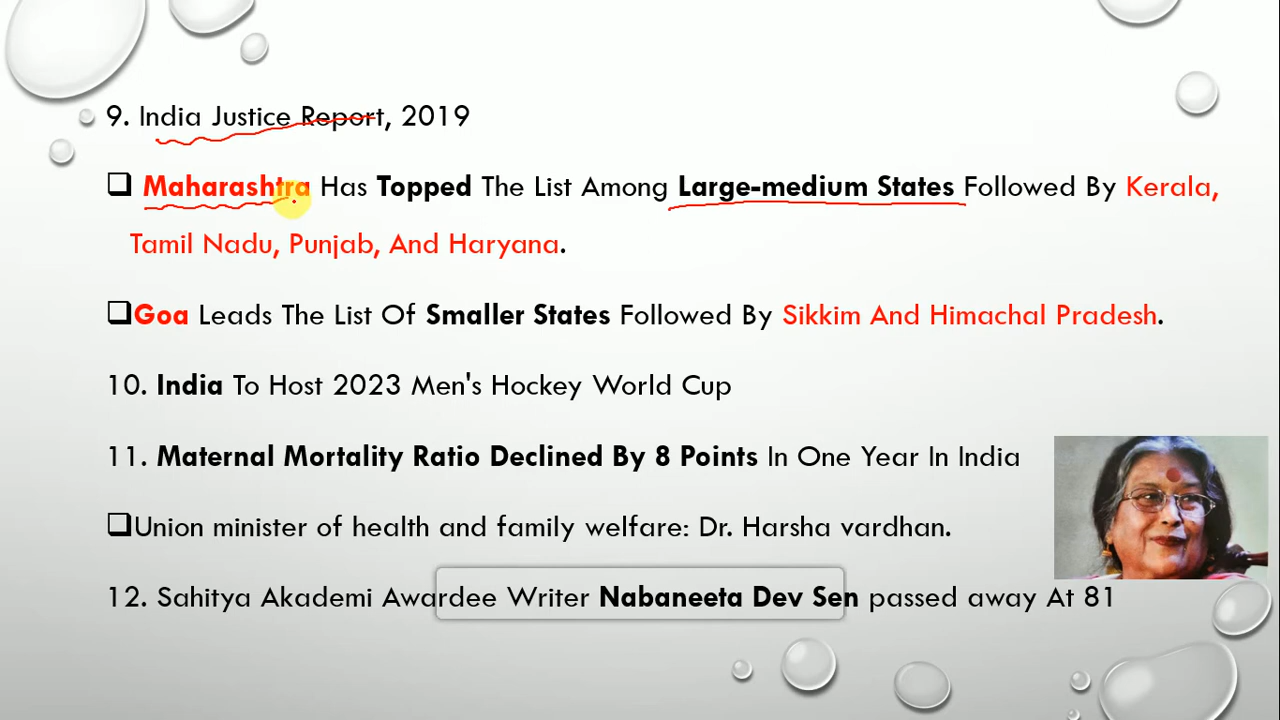 9. India Justice Report, 2019
❑ Maharashtra Has Topped The List Among Large-medium States Followed By Kerala,
Tamil Nadu, Punjab, And Haryana.
❑Goa Leads The List Of Smaller States Followed By Sikkim And Himachal Pradesh.
10. India To Host 2023 Men's Hockey World Cup
11. Maternal Mortality Ratio Declined By 8 Points In One Year In India
❑Union minister of health and family welfare: Dr. Harsha vardhan.
12. Sahitya Akademi Awardee Writer Nabaneeta Dev Sen passed away At 81